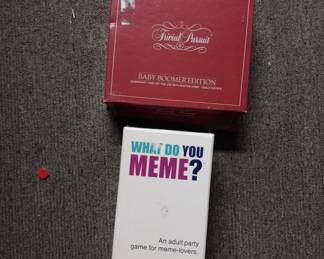 Trivial Pursuit
BABY BOOMER EDITION
WHAT DO YOU
MEME?
An adult party
game for meme-lovers.